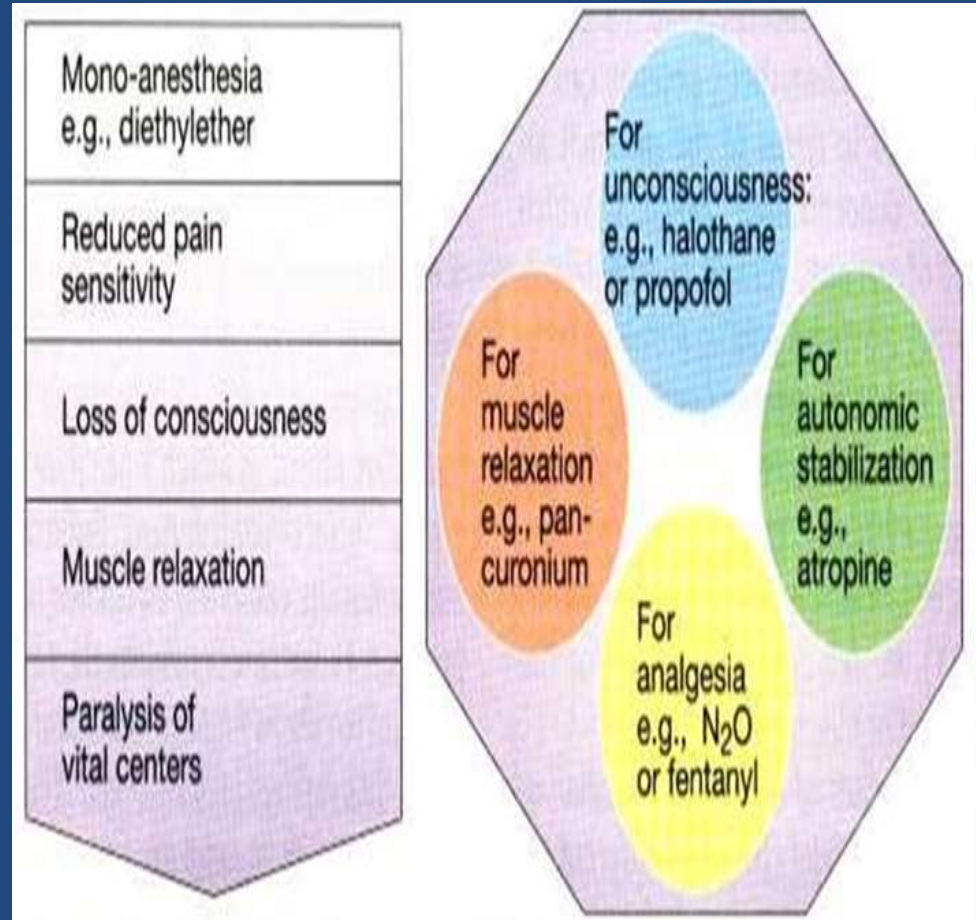 Mono-anesthesia
e.g., diethylether
Reduced pain
sensitivity
Loss of consciousness
Muscle relaxation
Paralysis of
vital centers
For
unconsciousness:
e.g., halothane
or propofol
For
muscle
relaxation
e.g., pan-
curonium
For
autonomic
stabilization
e.g.,
atropine
For
analgesia
e.g., N₂O
or fentanyl